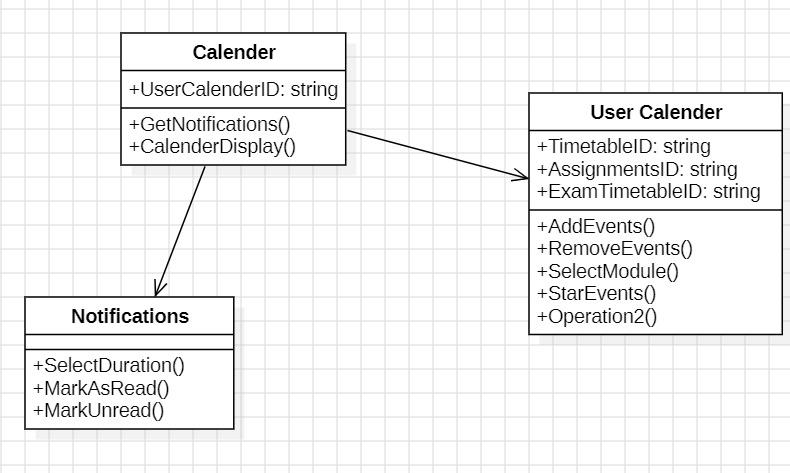 Calender
+UserCalenderID: string
+GetNotifications()
+CalenderDisplay()
User Calender
+TimetableID: string
+AssignmentsID: string
+ExamTimetableID: string
+AddEvents()
+RemoveEvents()
+SelectModule()
+StarEvents()
+Operation2()
Notifications
+SelectDuration()
+MarkAsRead()
+MarkUnread()